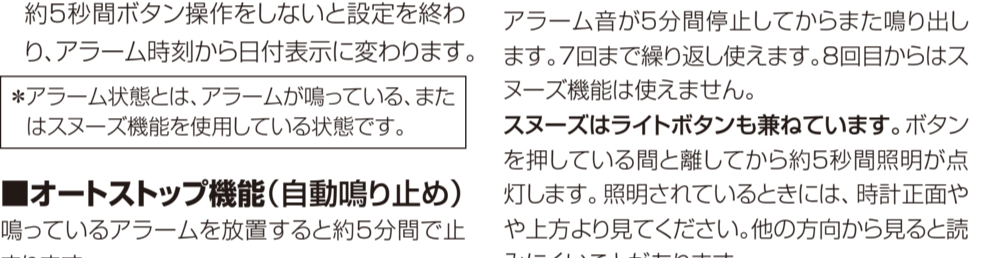 約5秒間ボタン操作をしないと設定を終わ
り、アラーム時刻から日付表示に変わります。
＊アラーム状態とは、アラームが鳴っている、また
はスヌーズ機能を使用している状態です。
■オートストップ機能（自動鳴り止め）
鳴っているアラームを放置すると約5分間で止
アラーム音が5分間停止してからまた鳴り出し
ます。7回まで繰り返し使えます。8回目からはス
ヌーズ機能は使えません。
スヌーズはライトボタンも兼ねています。ボタン
を押している間と離してから約5秒間照明が点
灯します。照明されているときには、時計正面や
や上方より見てください。他の方向から見ると読